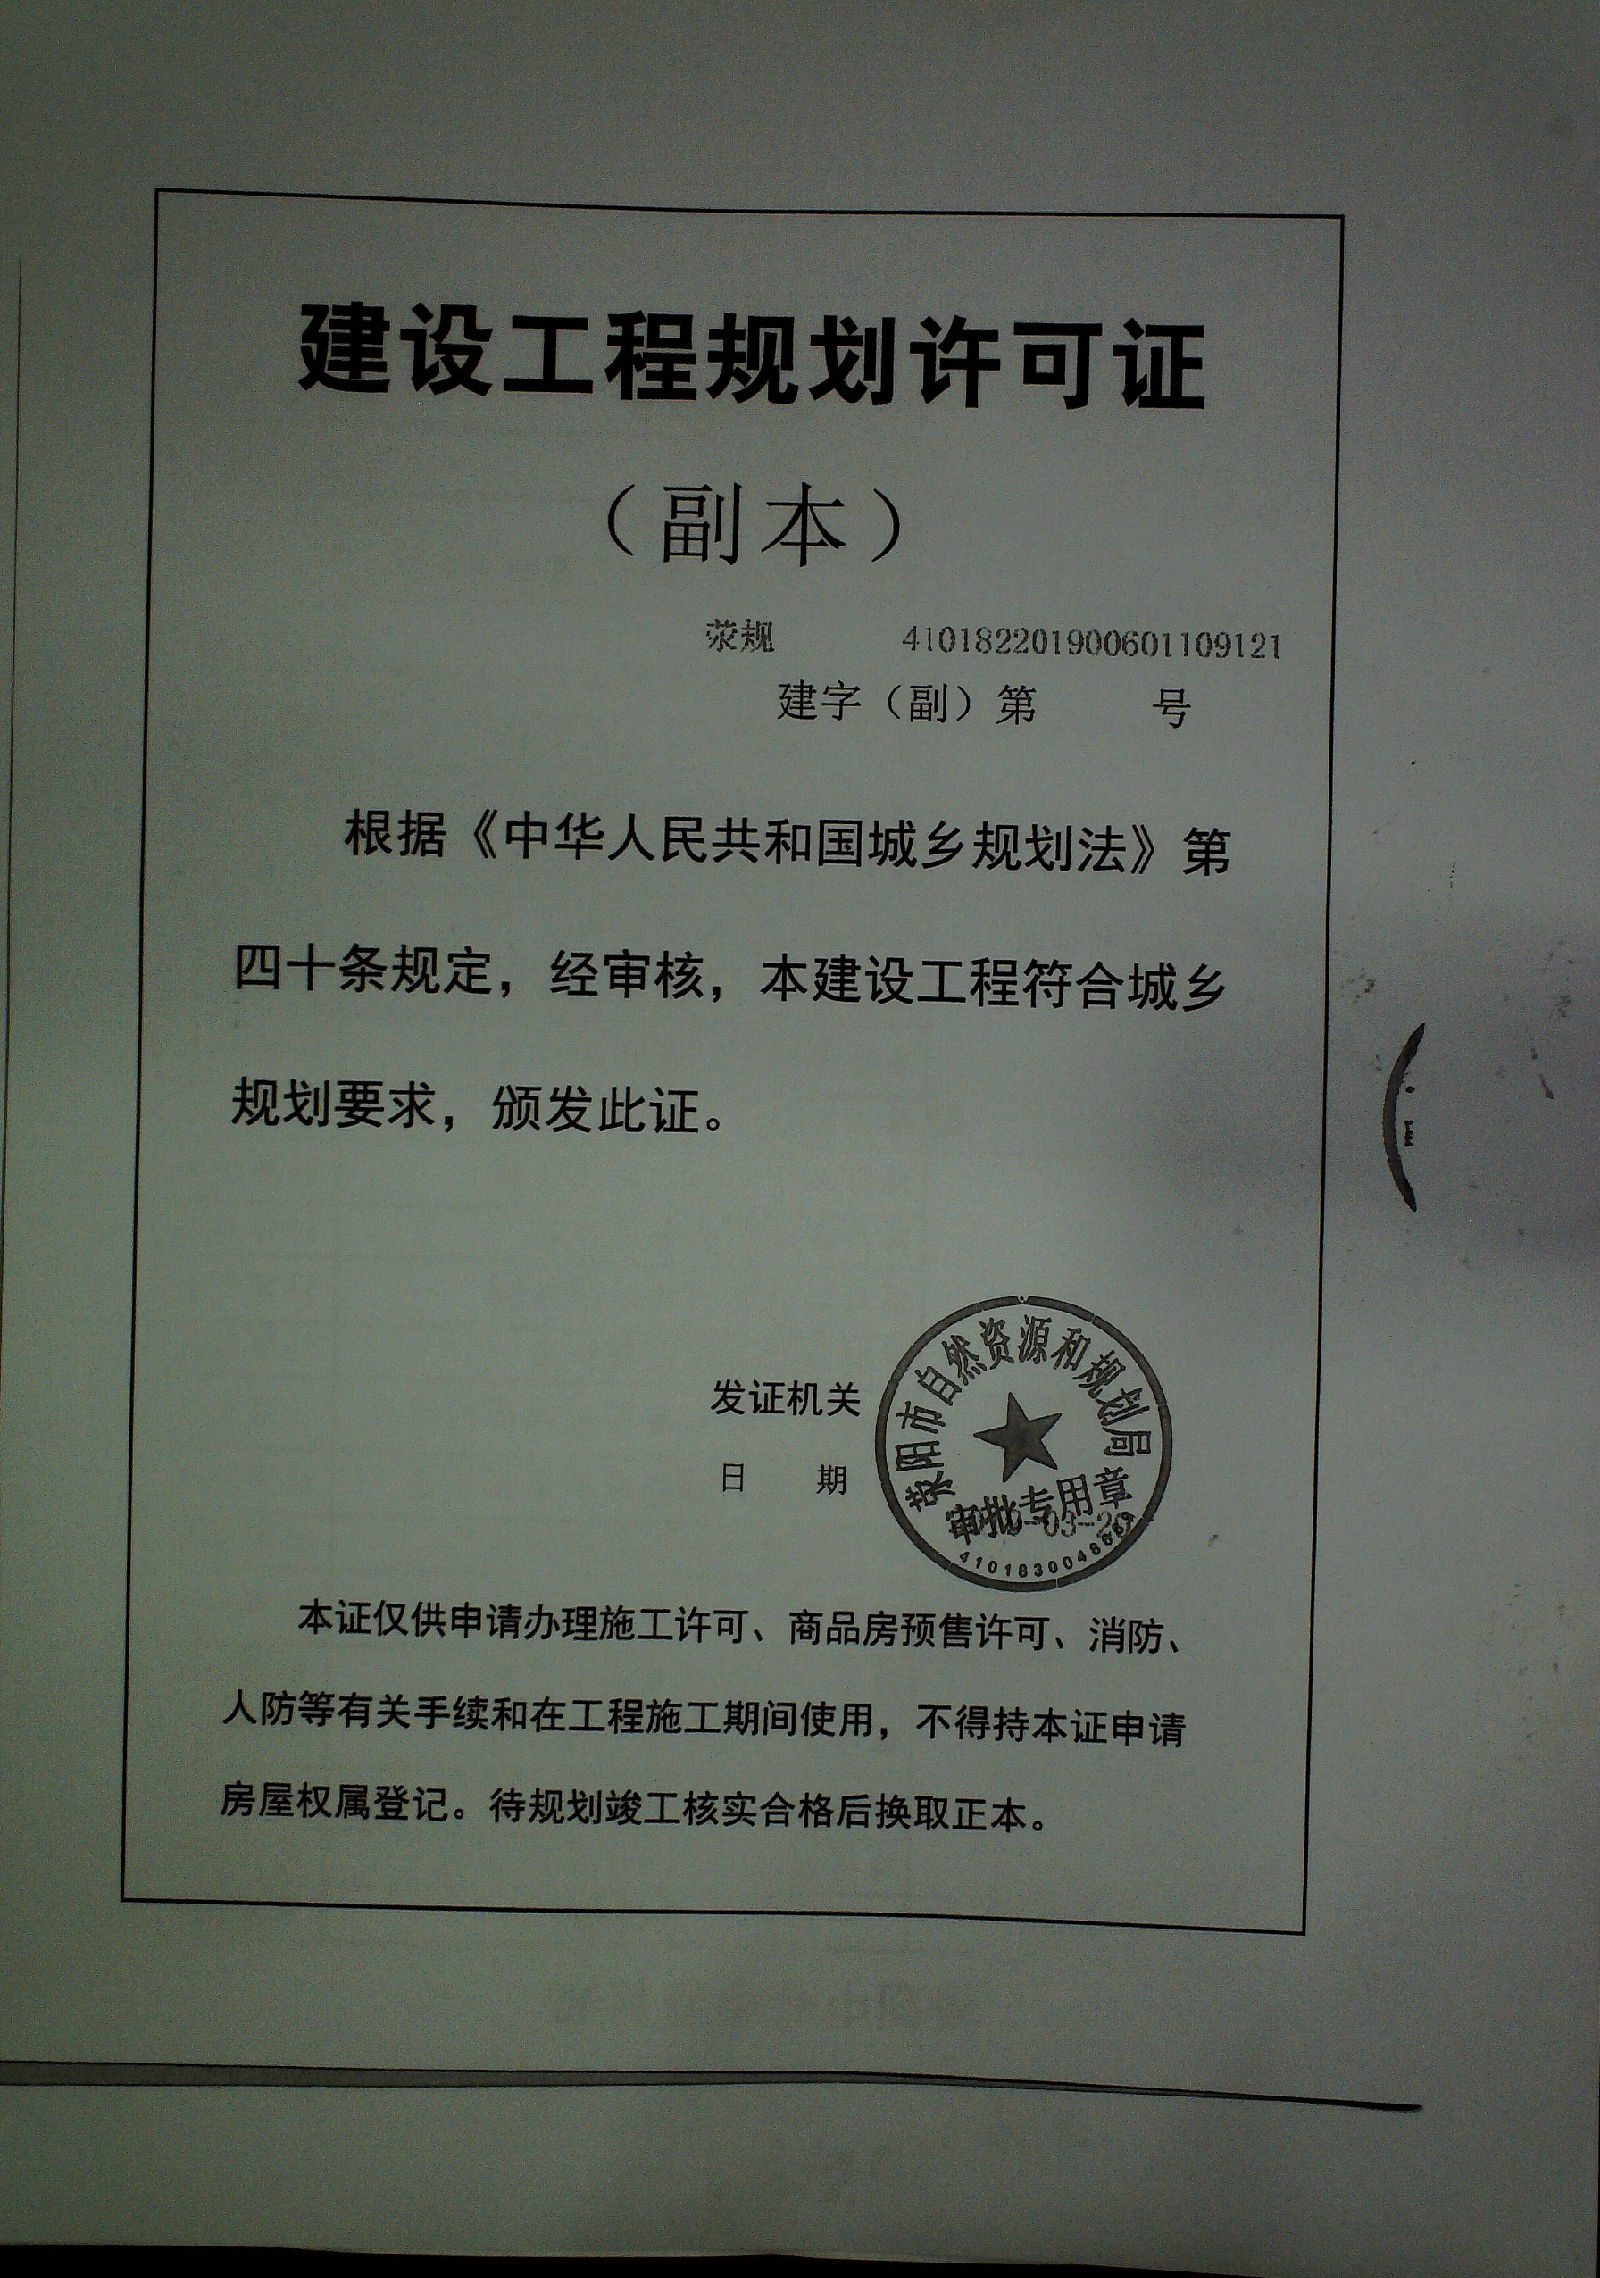 建设工程规划许可证
（副本）
荥规 410182201900601109121
建字（副）第 号
根据《中华人民共和国城乡规划法》第
四十条规定，经审核，本建设工程符合城乡
规划要求，颁发此证。
荥阳市自然资源和规划局
发证机关
日 期
审批专用章
本证仅供申请办理施工许可、商品房预售许可、消防、
人防等有关手续和在工程施工期间使用，不得持本证申请
房屋权属登记。待规划竣工核实合格后换取正本。